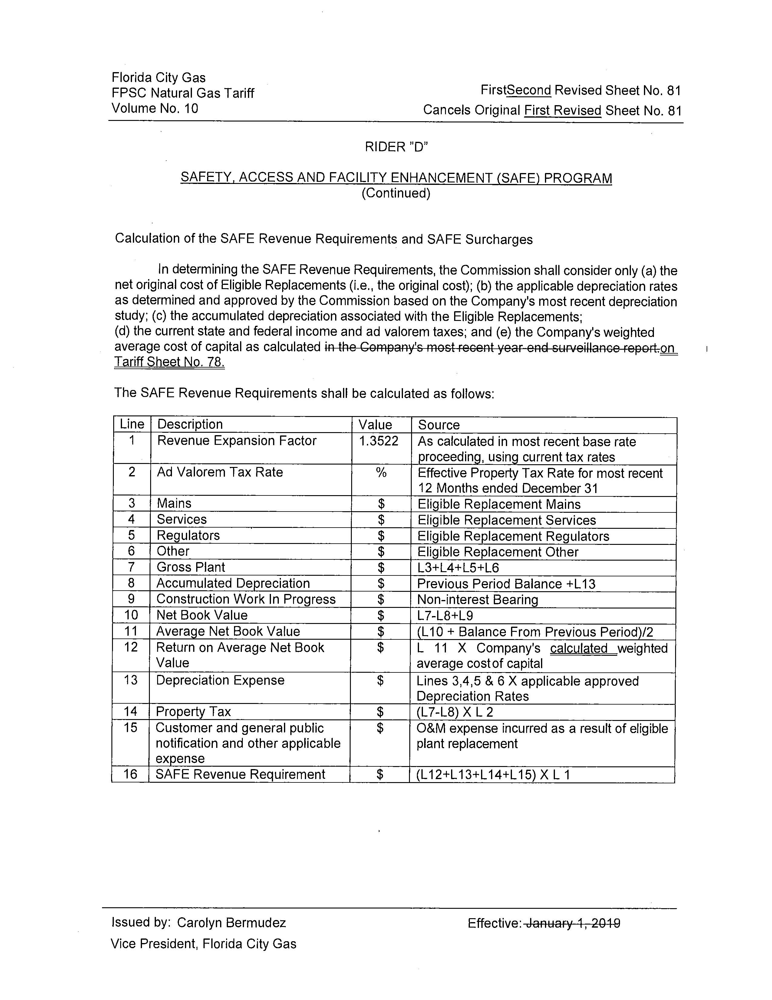 Florida City Gas
FPSC Natural Gas Tariff
Volume No. 10
FirstSecond Revised Sheet No. 81
Cancels Original First Revised Sheet No. 81
RIDER "D"
SAFETY, ACCESS AND FACILITY ENHANCEMENT (SAFE) PROGRAM
(Continued)
Calculation of the SAFE Revenue Requirements and SAFE Surcharges
In determining the SAFE Revenue Requirements, the Commission shall consider only (a) the
net original cost of Eligible Replacements (i.e., the original cost); (b) the applicable depreciation rates
as determined and approved by the Commission based on the Company's most recent depreciation
study; (c) the accumulated depreciation associated with the Eligible Replacements;
(d) the current state and federal income and ad valorem taxes; and (e) the Company's weighted
average cost of capital as calculated in the Company's most recent year-end surveillance report.on
Tariff Sheet No. 78.
The SAFE Revenue Requirements shall be calculated as follows:
Line Description Value Source
1 Revenue Expansion Factor 1.3522 As calculated in most recent base rate
proceeding, using current tax rates
2 Ad Valorem Tax Rate % Effective Property Tax Rate for most recent
12 Months ended December 31
3 Mains $ Eligible Replacement Mains
4 Services $ Eligible Replacement Services
5 Regulators $ Eligible Replacement Regulators
6 Other $ Eligible Replacement Other
7 Gross Plant $ L3+L4+L5+L6
8 Accumulated Depreciation $ Previous Period Balance +L13
9 Construction Work In Progress $ Non-interest Bearing
10 Net Book Value $ L7-L8+L9
11 Average Net Book Value $ (L10 + Balance From Previous Period)/2
12 Return on Average Net Book $ L 11 X Company's calculated weighted
Value average cost of capital
13 Depreciation Expense $ Lines 3,4,5 & 6 X applicable approved
Depreciation Rates
14 Property Tax $ (L7-L8) X L 2
15 Customer and general public $ O&M expense incurred as a result of eligible
notification and other applicable plant replacement
expense
16 SAFE Revenue Requirement $ (L12+L13+L14+L15) X L 1
Issued by: Carolyn Bermudez
Effective: January 1, 2019
Vice President, Florida City Gas